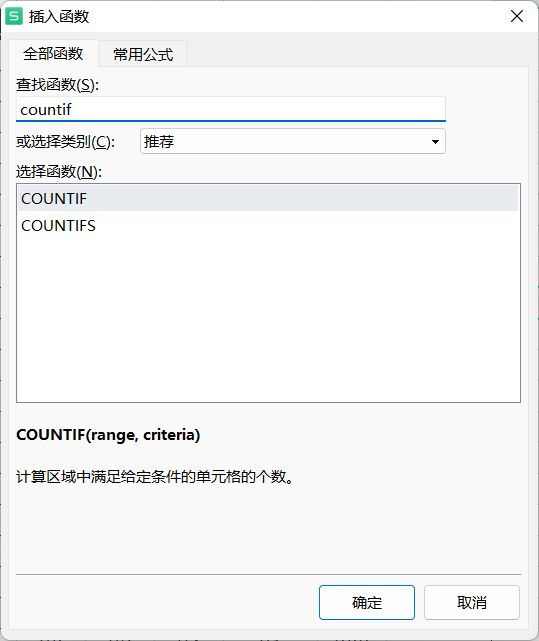 插入函数
全部函数 常用公式
查找函数(S):
countif
或选择类别(C): 推荐
选择函数(N):
COUNTIF
COUNTIFS
COUNTIF(range, criteria)
计算区域中满足给定条件的单元格的个数。
确定 取消